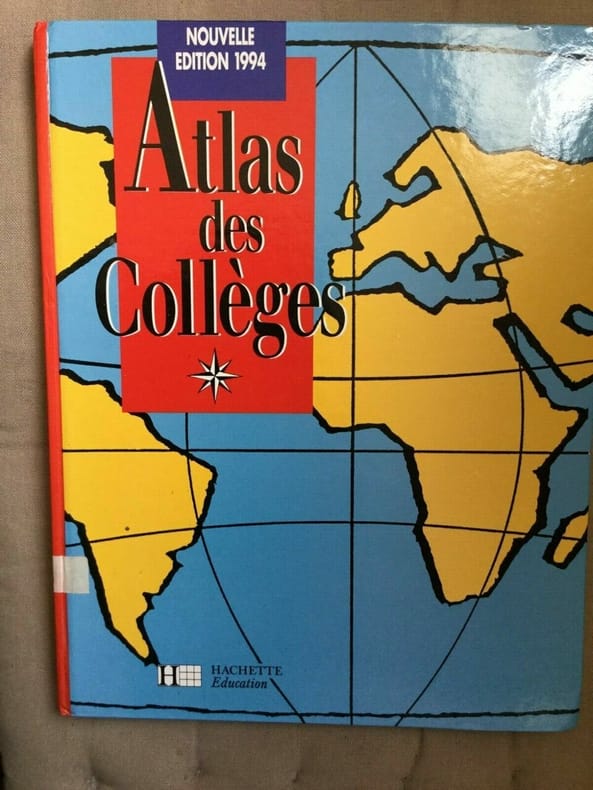 NOUVELLE
EDITION 1994
Atlas
des
Collèges
H
HACHETTE
Education